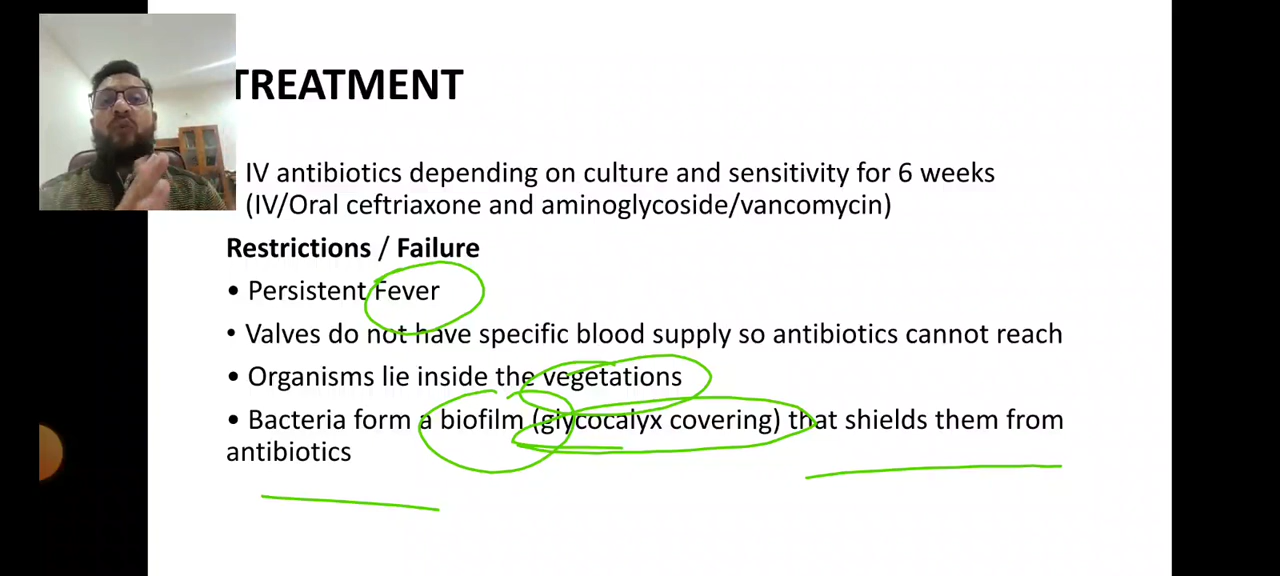 TREATMENT
IV antibiotics depending on culture and sensitivity for 6 weeks
(IV/Oral ceftriaxone and aminoglycoside/vancomycin)
Restrictions / Failure
• Persistent Fever
• Valves do not have specific blood supply so antibiotics cannot reach
• Organisms lie inside the vegetations
• Bacteria form a biofilm (glycocalyx covering) that shields them from
antibiotics